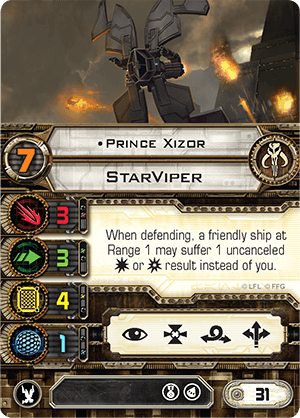 • Prince Xizor
7
StarViper
3
3
4
1
When defending, a friendly ship at
Range 1 may suffer 1 uncanceled
or result instead of you.
©LFL ©FFG
31